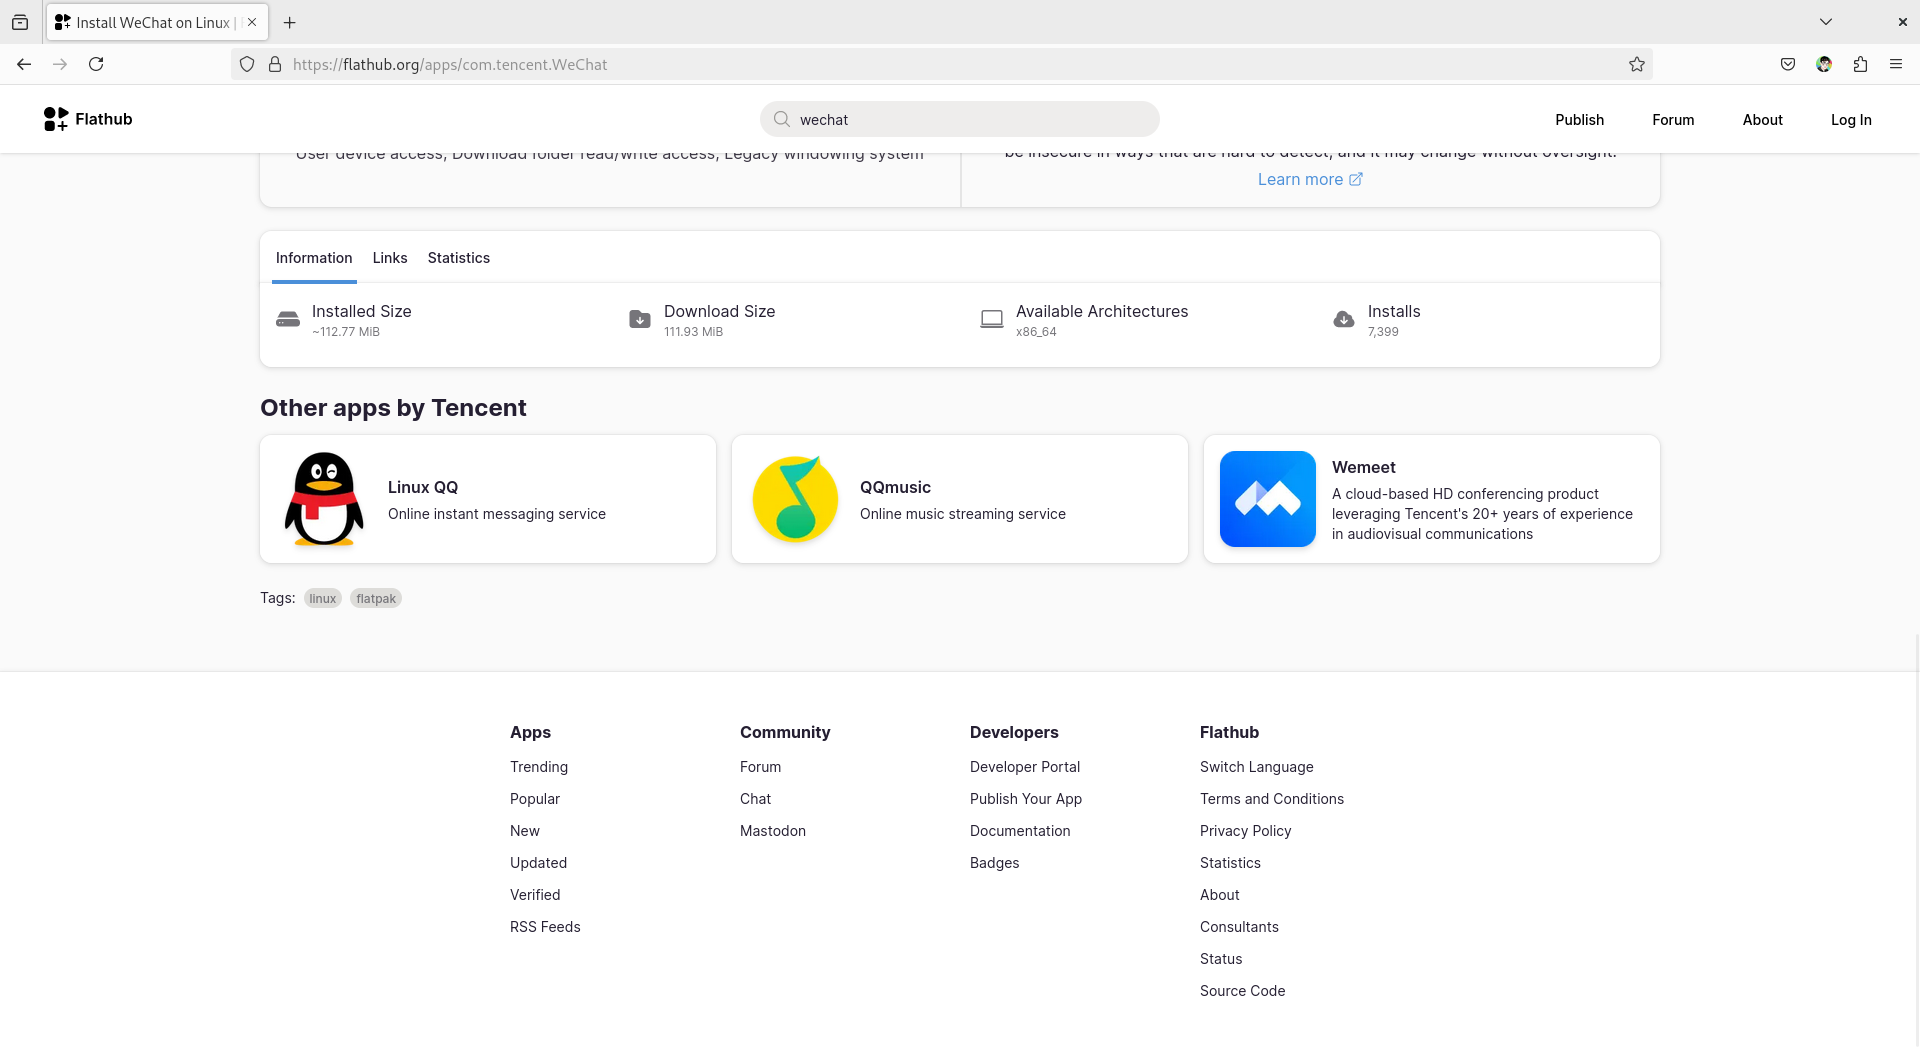 Install WeChat on Linux |
https://flathub.org/apps/com.tencent.WeChat
Flathub
wechat
Publish
Forum
About
Log In
User device access, Download folder read/write access, Legacy windowing system
be insecure in ways that are hard to detect, and it may change without oversight.
Learn more
Information
Links
Statistics
Installed Size
~112.77 MiB
Download Size
111.93 MiB
Available Architectures
x86_64
Installs
7,399
Other apps by Tencent
Linux QQ
Online instant messaging service
QQmusic
Online music streaming service
Wemeet
A cloud-based HD conferencing product
leveraging Tencent's 20+ years of experience
in audiovisual communications
Tags:
linux
flatpak
Apps
Trending
Popular
New
Updated
Verified
RSS Feeds
Community
Forum
Chat
Mastodon
Developers
Developer Portal
Publish Your App
Documentation
Badges
Flathub
Switch Language
Terms and Conditions
Privacy Policy
Statistics
About
Consultants
Status
Source Code